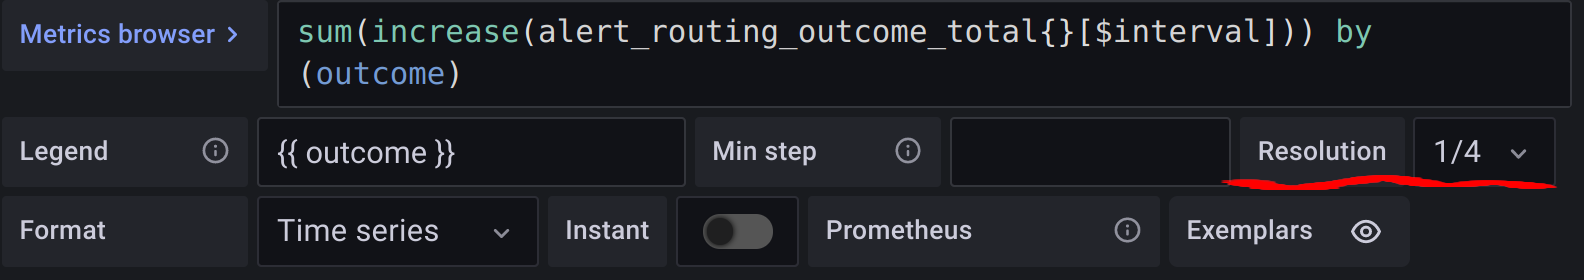 Metrics browser >
sum(increase(alert_routing_outcome_total{}[$interval])) by
(outcome)
Legend
{{ outcome }}
Min step
Resolution
1/4
Format
Time series
Instant
Prometheus
Exemplars